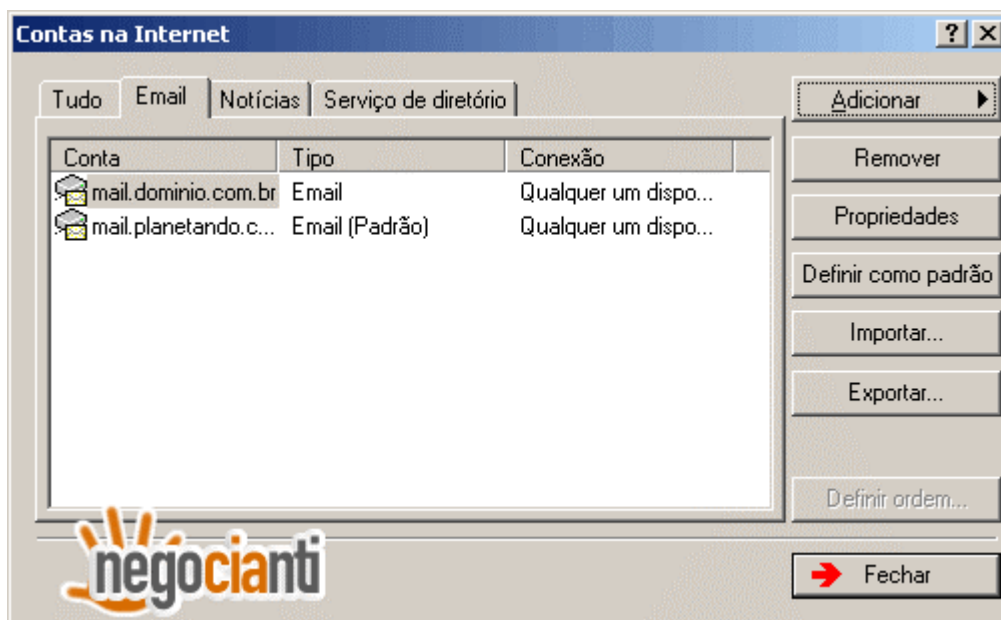 Contas na Internet
Tudo Email Notícias Serviço de diretório
Conta Tipo Conexão
mail.dominio.com.br Email Qualquer um dispo...
mail.planetando.c... Email (Padrão) Qualquer um dispo...
Adicionar
Remover
Propriedades
Definir como padrão
Importar...
Exportar...
Definir ordem...
Fechar
negocianti